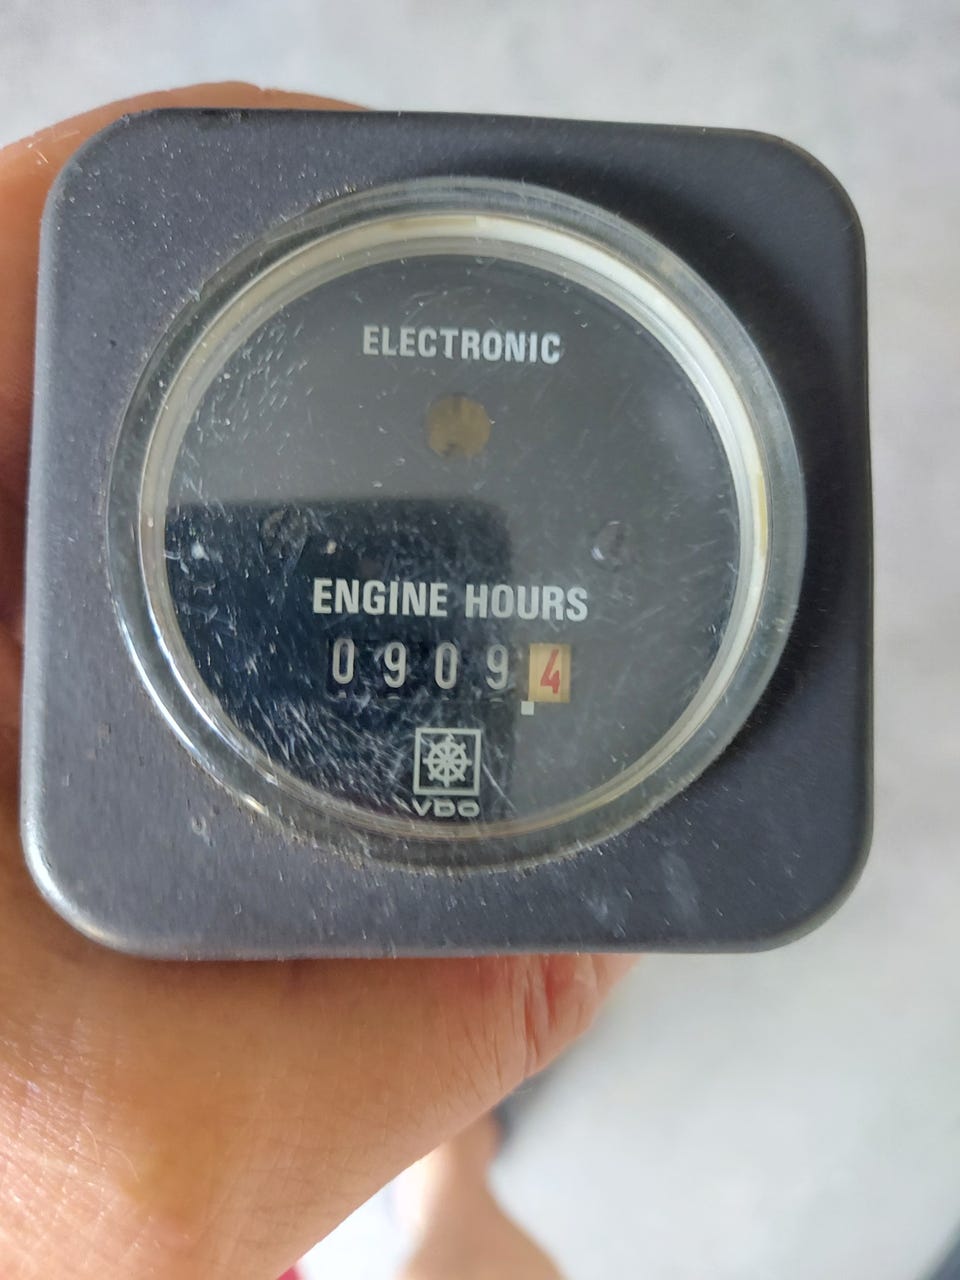 ELECTRONIC
ENGINE HOURS
0909.4
VDO